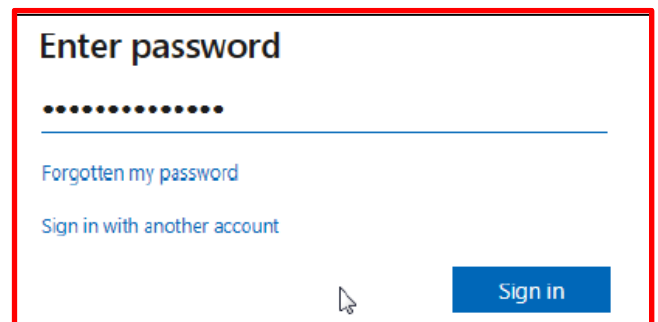 Enter password
••••••••••••••
Forgotten my password
Sign in with another account
Sign in